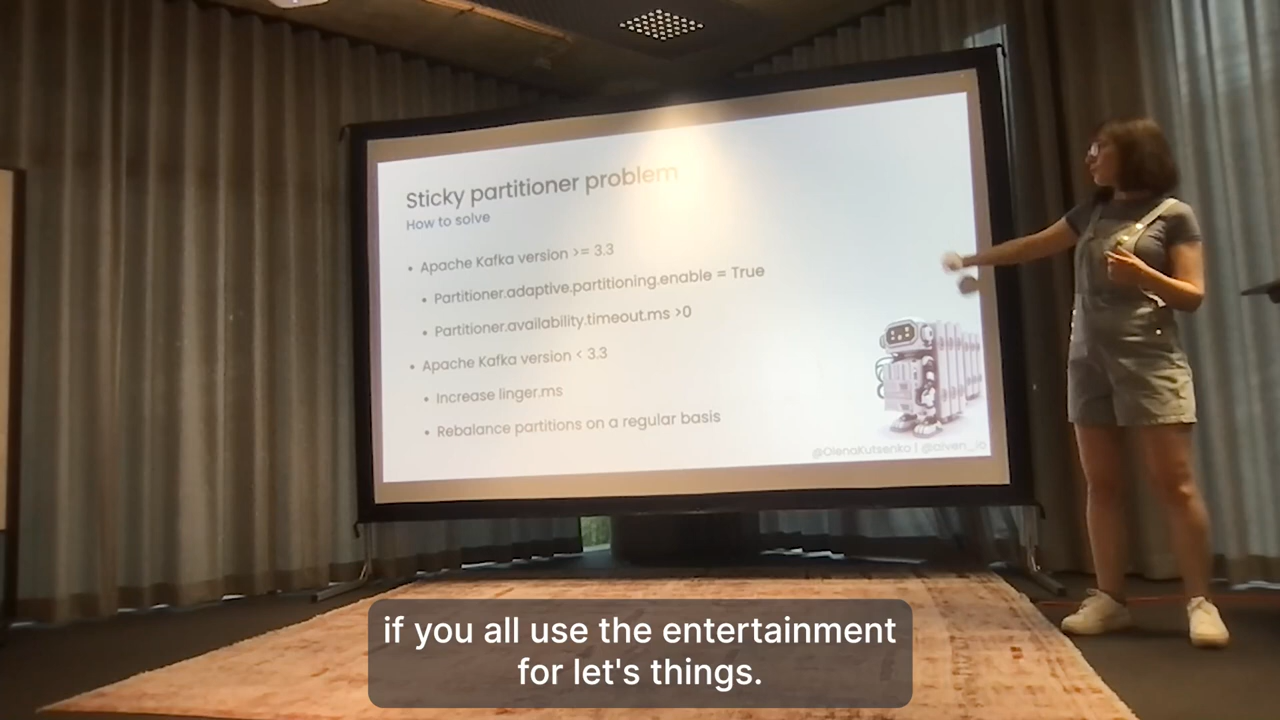 Sticky partitioner problem
How to solve
• Apache Kafka version >= 3.3
• Partitioner.adaptive.partitioning.enable = True
• Partitioner.availability.timeout.ms >0
• Apache Kafka version < 3.3
• Increase linger.ms
• Rebalance partitions on a regular basis
@OlenaKutsenko | @aiven_io
if you all use the entertainment
for let's things.